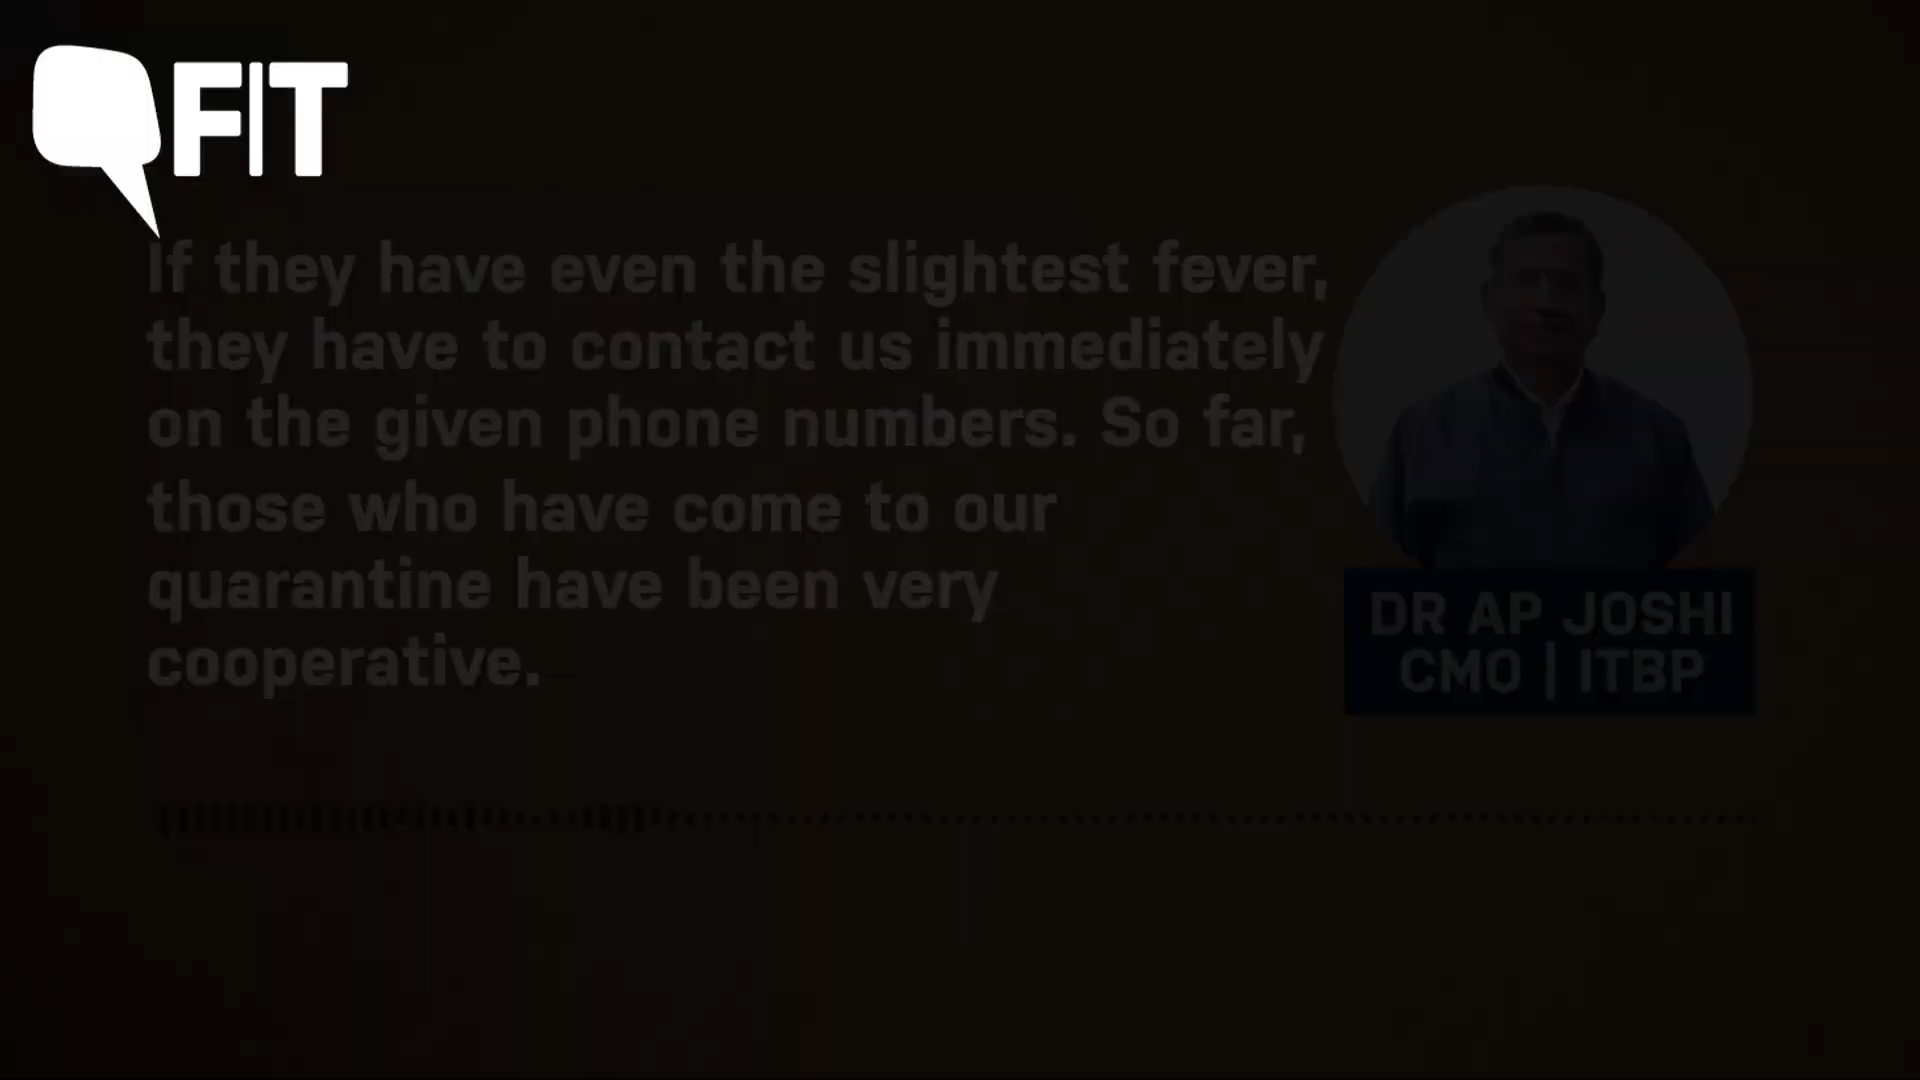 FIT
If they have even the slightest fever,
they have to contact us immediately
on the given phone numbers. So far,
those who have come to our
quarantine have been very
cooperative.
DR AP JOSHI
CMO | ITBP